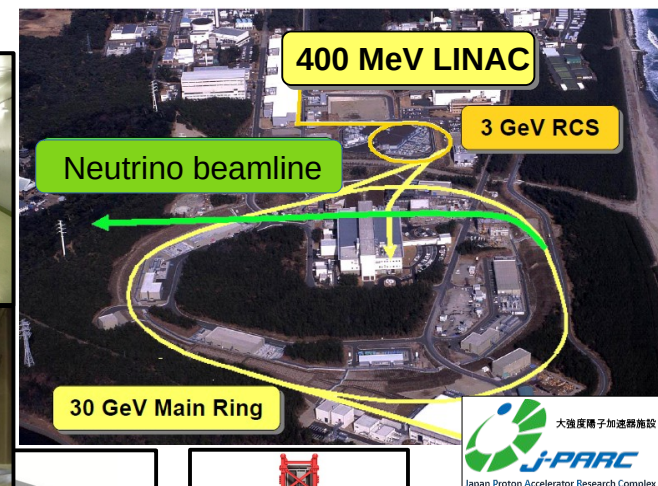 400 MeV LINAC
3 GeV RCS
Neutrino beamline
30 GeV Main Ring
大強度陽子加速器施設
J-PARC
Japan Proton Accelerator Research Complex